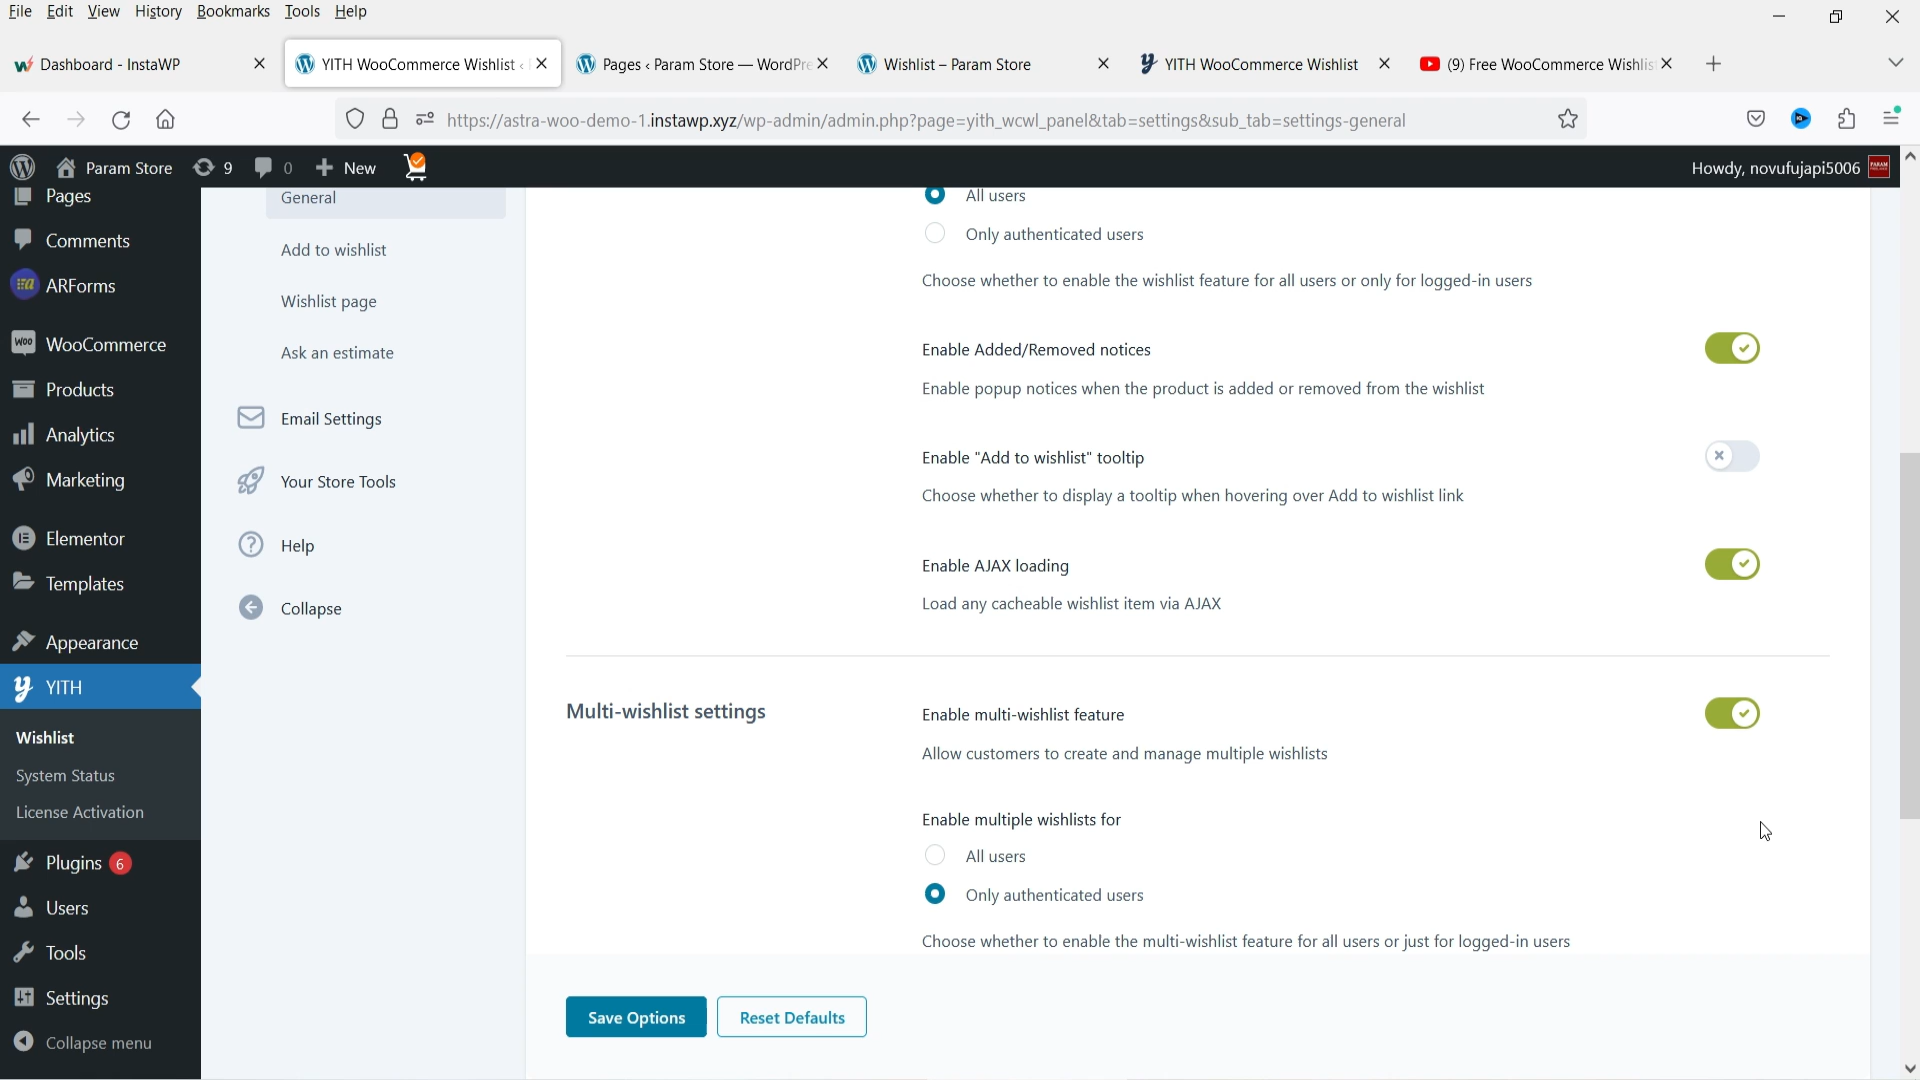 File Edit View History Bookmarks Tools Help
Dashboard - InstaWP
YITH WooCommerce Wishlist ‹
Pages ‹ Param Store — WordPre
Wishlist – Param Store
YITH WooCommerce Wishlist
(9) Free WooCommerce Wishlis
https://astra-woo-demo-1.instawp.xyz/wp-admin/admin.php?page=yith_wcwl_panel&tab=settings&sub_tab=settings-general
Param Store 9 0 New
Howdy, novufujapi5006
Pages
Comments
ARForms
WooCommerce
Products
Analytics
Marketing
Elementor
Templates
Appearance
YITH
Wishlist
System Status
License Activation
Plugins 6
Users
Tools
Settings
Collapse menu
General
Add to wishlist
Wishlist page
Ask an estimate
Email Settings
Your Store Tools
Help
Collapse
All users
Only authenticated users
Choose whether to enable the wishlist feature for all users or only for logged-in users
Enable Added/Removed notices
Enable popup notices when the product is added or removed from the wishlist
Enable "Add to wishlist" tooltip
Choose whether to display a tooltip when hovering over Add to wishlist link
Enable AJAX loading
Load any cacheable wishlist item via AJAX
Multi-wishlist settings
Enable multi-wishlist feature
Allow customers to create and manage multiple wishlists
Enable multiple wishlists for
All users
Only authenticated users
Choose whether to enable the multi-wishlist feature for all users or just for logged-in users
Save Options
Reset Defaults